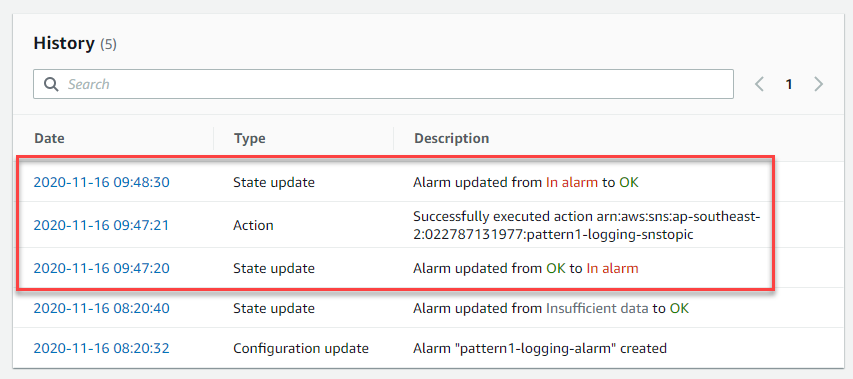 History (5)
Search
1
Date Type Description
2020-11-16 09:48:30 State update Alarm updated from In alarm to OK
2020-11-16 09:47:21 Action Successfully executed action arn:aws:sns:ap-southeast-
2:022787131977:pattern1-logging-snstopic
2020-11-16 09:47:20 State update Alarm updated from OK to In alarm
2020-11-16 08:20:40 State update Alarm updated from Insufficient data to OK
2020-11-16 08:20:32 Configuration update Alarm "pattern1-logging-alarm" created